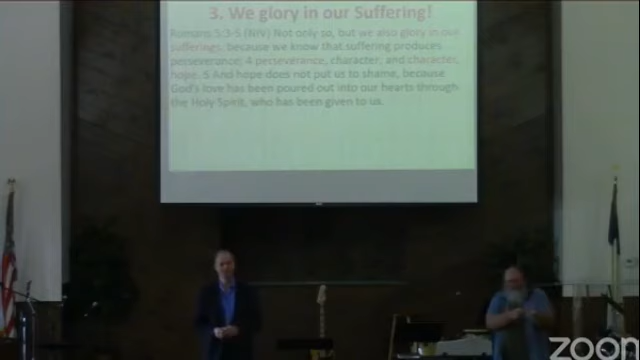 3. We glory in our Suffering!
Romans 5:3-5 (NIV) Not only so, but we also glory in our
sufferings, because we know that suffering produces
perseverance; 4 perseverance, character; and character,
hope. 5 And hope does not put us to shame, because
God's love has been poured out into our hearts through
the Holy Spirit, who has been given to us.
zoom